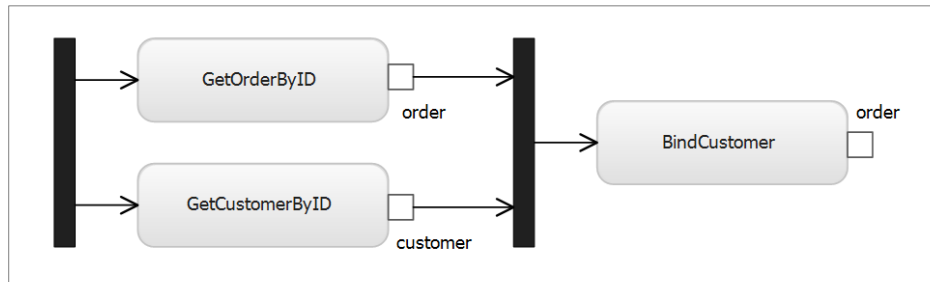 GetOrderByID
order
GetCustomerByID
customer
BindCustomer
order